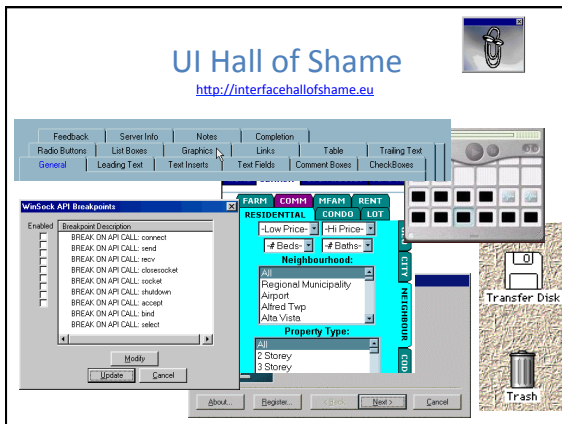 UI Hall of Shame
http://interfacehallofshame.eu
Feedback Server Info Notes Completion
Radio Buttons List Boxes Graphics Links Table Trailing Text
General Leading Text Text Inserts Text Fields Comment Boxes CheckBoxes
FARM COMM MFAM RENT
RESIDENTIAL CONDO LOT
-Low Price- -Hi Price-
-# Beds- -# Baths-
Neighbourhood:
All
Regional Municipality
Airport
Alfred Twp
Alta Vista
Property Type:
All
2 Storey
3 Storey
CITY
NEIGHBOUR
WinSock API Breakpoints
Enabled Breakpoint Description
BREAK ON API CALL: connect
BREAK ON API CALL: send
BREAK ON API CALL: recv
BREAK ON API CALL: closesocket
BREAK ON API CALL: socket
BREAK ON API CALL: shutdown
BREAK ON API CALL: accept
BREAK ON API CALL: bind
BREAK ON API CALL: select
Modify
Update Cancel
About... Register... < Back Next > Cancel
Transfer Disk
Trash